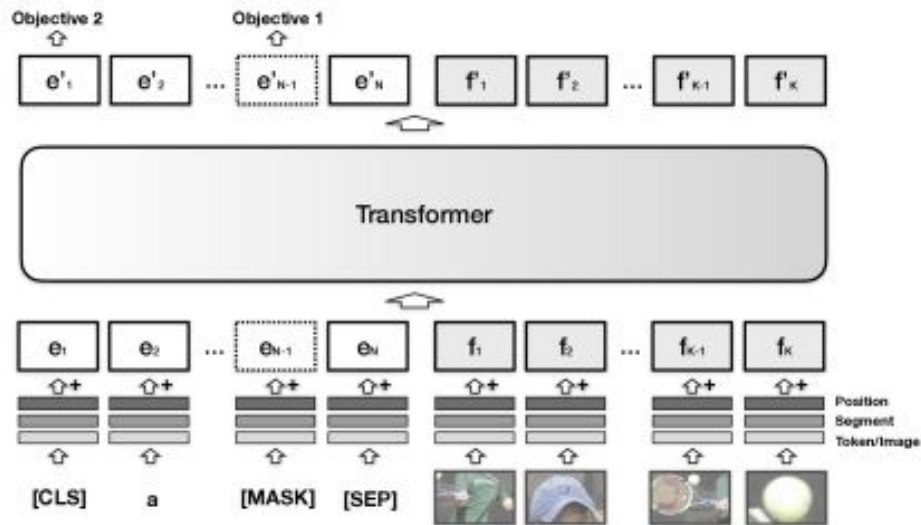 Objective 2 Objective 1
e'1 e'2 ... e'N-1 e'N f'1 f'2 ... f'K-1 f'K
Transformer
e1 e2 ... eN-1 eN f1 f2 ... fK-1 fK
+ + + + + + + +
Position
Segment
Token/Image
[CLS] a [MASK] [SEP]